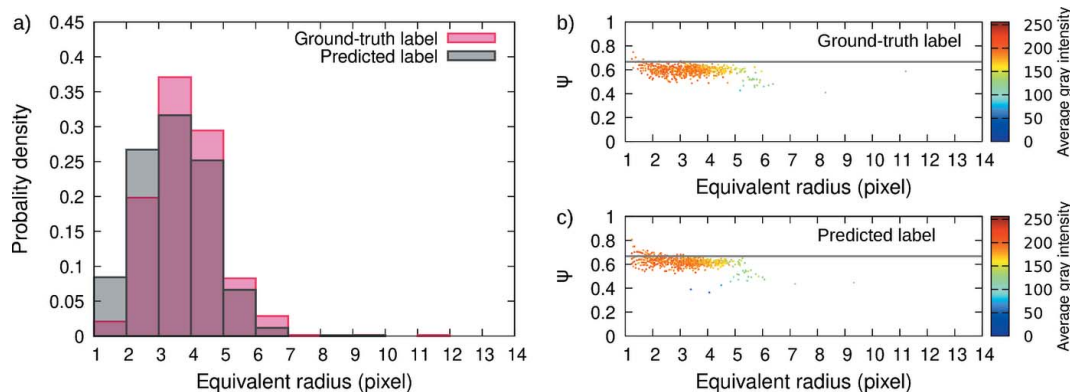 a)
0.45
0.4
0.35
0.3
0.25
0.2
0.15
0.1
0.05
0
Probality density
Ground-truth label
Predicted label
1 2 3 4 5 6 7 8 9 10 11 12 13 14
Equivalent radius (pixel)
b)
1
0.8
0.6
0.4
0.2
0
Ψ
Ground-truth label
1 2 3 4 5 6 7 8 9 10 11 12 13 14
Equivalent radius (pixel)
250
200
150
100
50
0
Average gray intensity
c)
1
0.8
0.6
0.4
0.2
0
Ψ
Predicted label
1 2 3 4 5 6 7 8 9 10 11 12 13 14
Equivalent radius (pixel)
250
200
150
100
50
0
Average gray intensity